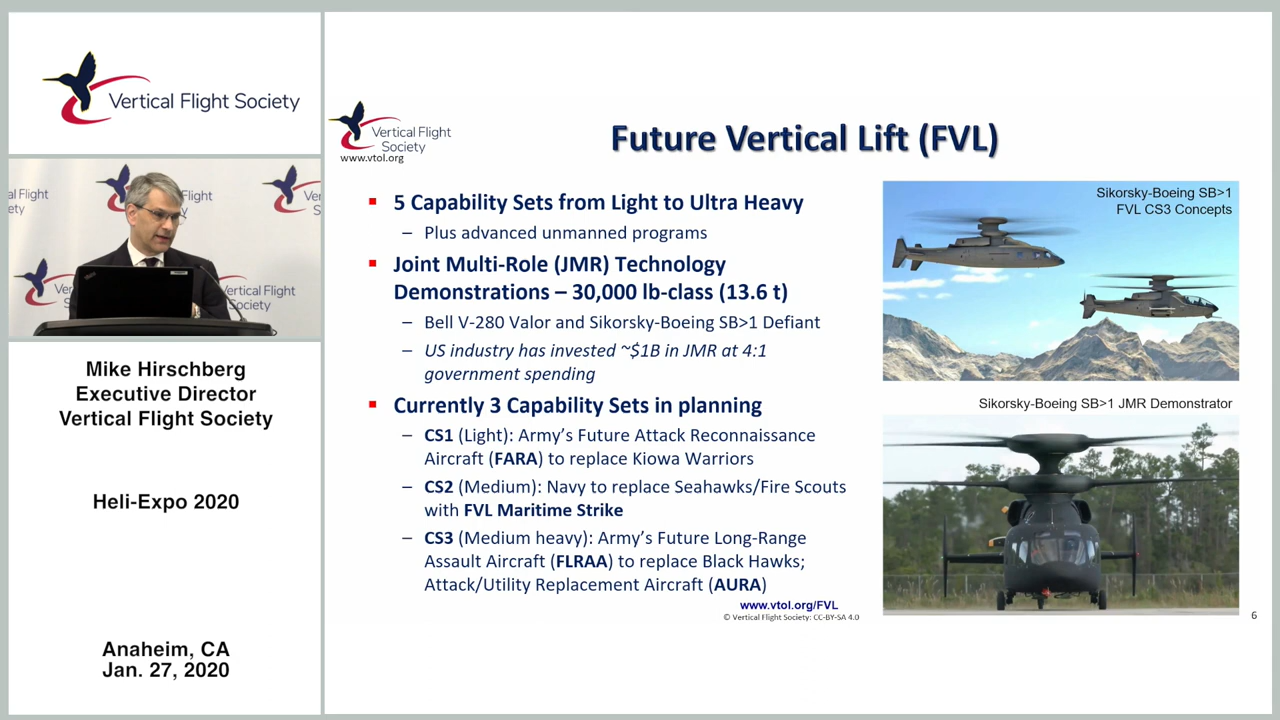 Vertical Flight Society
Mike Hirschberg
Executive Director
Vertical Flight Society
Heli-Expo 2020
Anaheim, CA
Jan. 27, 2020
Vertical Flight
Society
www.vtol.org
Future Vertical Lift (FVL)
▪ 5 Capability Sets from Light to Ultra Heavy
– Plus advanced unmanned programs
▪ Joint Multi-Role (JMR) Technology
Demonstrations – 30,000 lb-class (13.6 t)
– Bell V-280 Valor and Sikorsky-Boeing SB>1 Defiant
– US industry has invested ~$1B in JMR at 4:1
government spending
▪ Currently 3 Capability Sets in planning
– CS1 (Light): Army's Future Attack Reconnaissance
Aircraft (FARA) to replace Kiowa Warriors
– CS2 (Medium): Navy to replace Seahawks/Fire Scouts
with FVL Maritime Strike
– CS3 (Medium heavy): Army's Future Long-Range
Assault Aircraft (FLRAA) to replace Black Hawks;
Attack/Utility Replacement Aircraft (AURA)
www.vtol.org/FVL
© Vertical Flight Society: CC-BY-SA 4.0
Sikorsky-Boeing SB>1
FVL CS3 Concepts
Sikorsky-Boeing SB>1 JMR Demonstrator
6